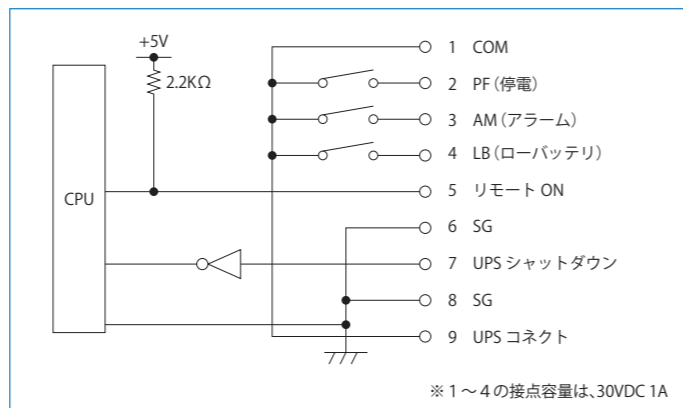 +5V
2.2KΩ
CPU
1 COM
2 PF(停電)
3 AM(アラーム)
4 LB(ローバッテリ)
5 リモート ON
6 SG
7 UPS シャットダウン
8 SG
9 UPS コネクト
※1～4の接点容量は、30VDC 1A